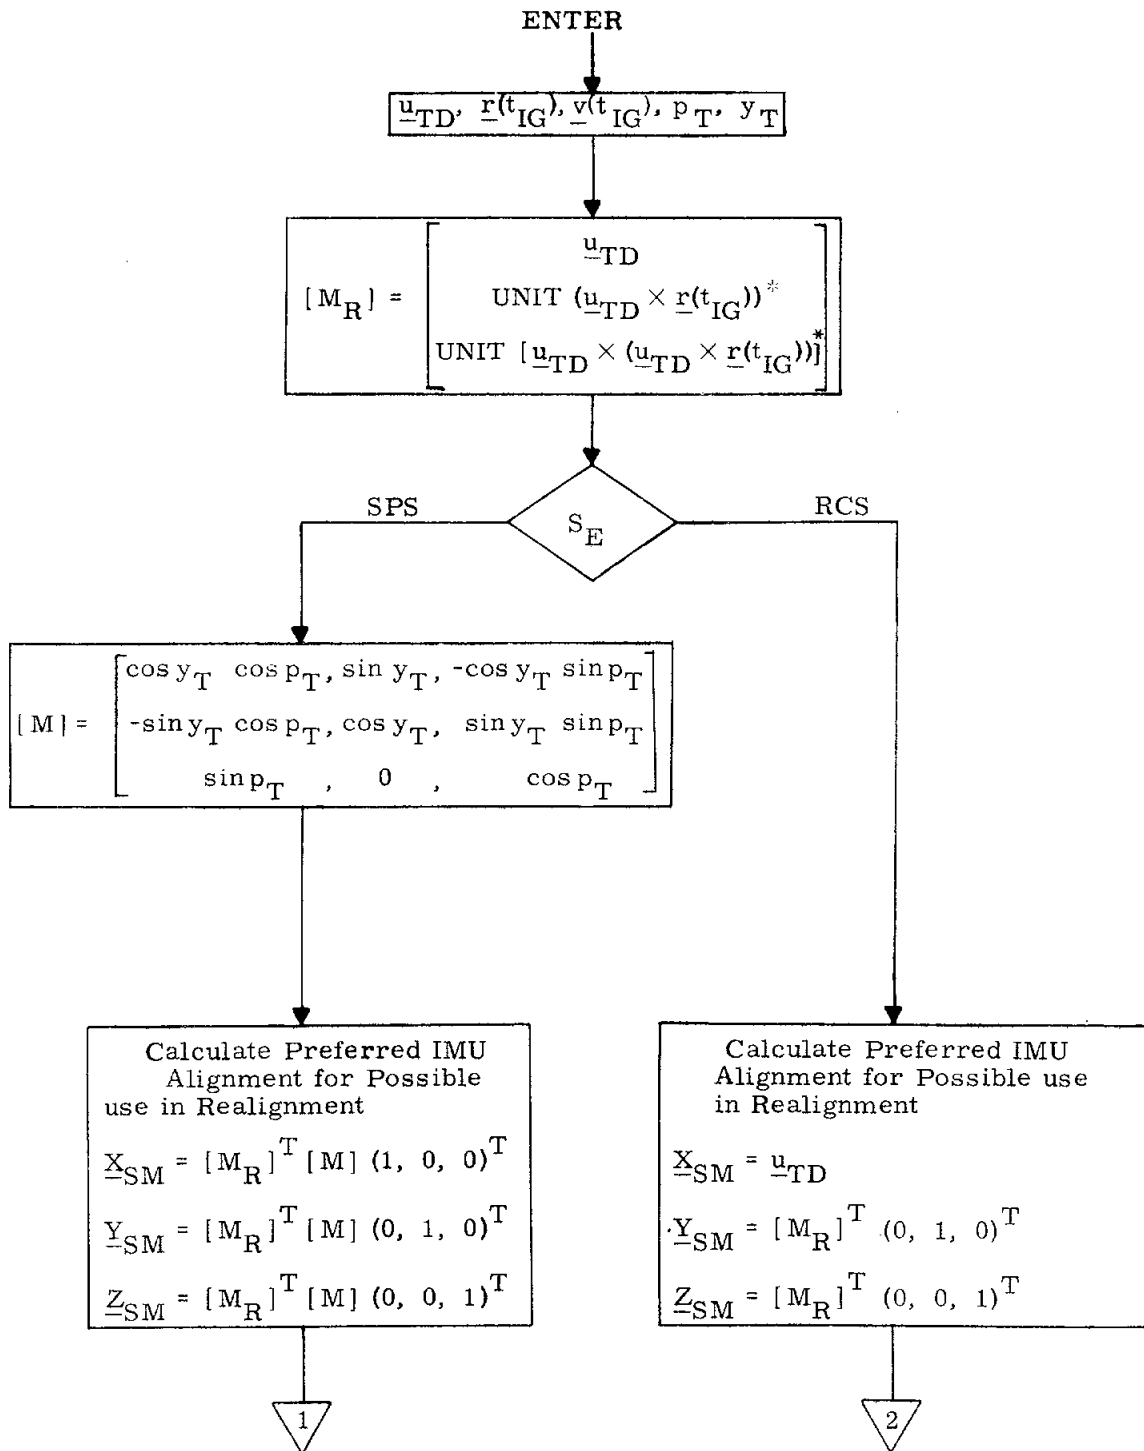 ENTER
u_TD, r(t_IG), v(t_IG), p_T, y_T
u_TD
[M_R] = UNIT (u_TD × r(t_IG))*
UNIT [u_TD × (u_TD × r(t_IG))]*
SPS
S_E
RCS
cos y_T cos p_T, sin y_T, -cos y_T sin p_T
[M] = -sin y_T cos p_T, cos y_T, sin y_T sin p_T
sin p_T , 0 , cos p_T
Calculate Preferred IMU
Alignment for Possible
use in Realignment
X_SM = [M_R]^T [M] (1, 0, 0)^T
Y_SM = [M_R]^T [M] (0, 1, 0)^T
Z_SM = [M_R]^T [M] (0, 0, 1)^T
1
Calculate Preferred IMU
Alignment for Possible use
in Realignment
X_SM = u_TD
Y_SM = [M_R]^T (0, 1, 0)^T
Z_SM = [M_R]^T (0, 0, 1)^T
2